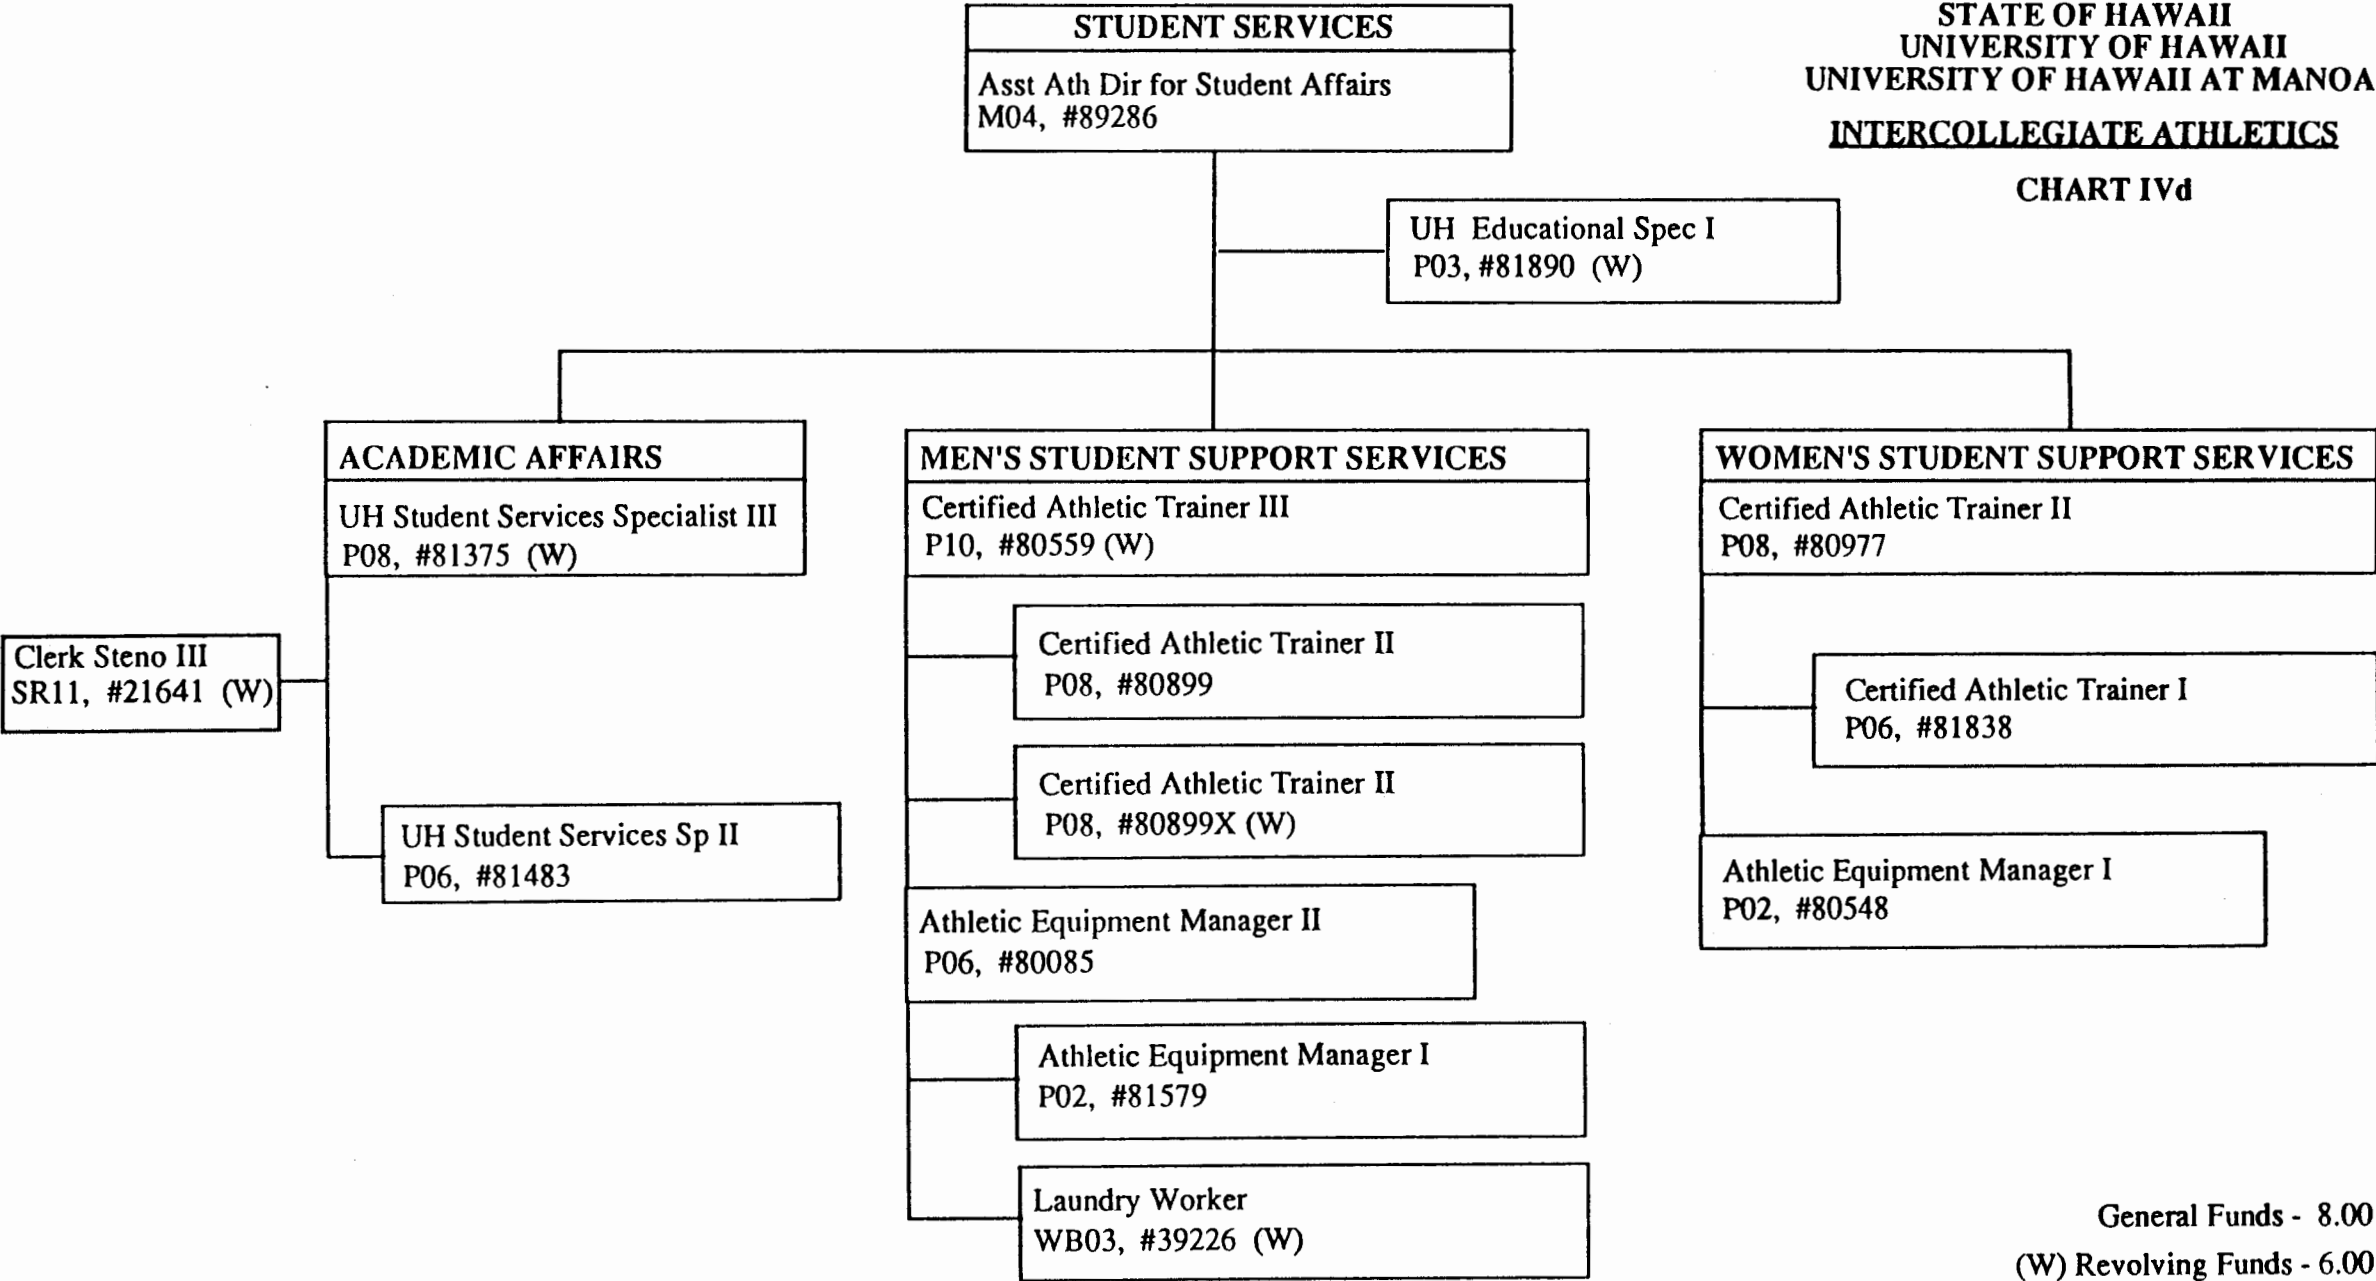 STATE OF HAWAII
UNIVERSITY OF HAWAII
UNIVERSITY OF HAWAII AT MANOA
INTERCOLLEGIATE ATHLETICS
CHART IVd
STUDENT SERVICES
Asst Ath Dir for Student Affairs
M04, #89286
UH Educational Spec I
P03, #81890 (W)
ACADEMIC AFFAIRS
UH Student Services Specialist III
P08, #81375 (W)
Clerk Steno III
SR11, #21641 (W)
UH Student Services Sp II
P06, #81483
MEN'S STUDENT SUPPORT SERVICES
Certified Athletic Trainer III
P10, #80559 (W)
Certified Athletic Trainer II
P08, #80899
Certified Athletic Trainer II
P08, #80899X (W)
Athletic Equipment Manager II
P06, #80085
Athletic Equipment Manager I
P02, #81579
Laundry Worker
WB03, #39226 (W)
WOMEN'S STUDENT SUPPORT SERVICES
Certified Athletic Trainer II
P08, #80977
Certified Athletic Trainer I
P06, #81838
Athletic Equipment Manager I
P02, #80548
General Funds - 8.00
(W) Revolving Funds - 6.00